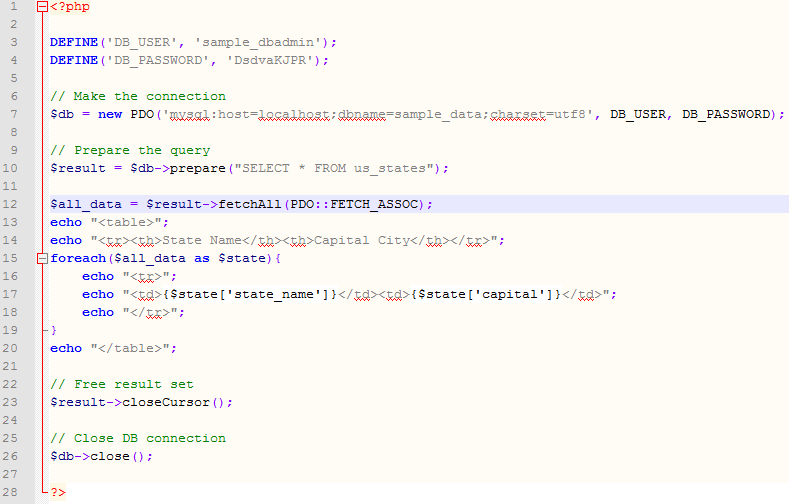 1 <?php
2
3 DEFINE('DB_USER', 'sample_dbadmin');
4 DEFINE('DB_PASSWORD', 'DsdvaKJPR');
5
6 // Make the connection
7 $db = new PDO('mysql:host=localhost;dbname=sample_data;charset=utf8', DB_USER, DB_PASSWORD);
8
9 // Prepare the query
10 $result = $db->prepare("SELECT * FROM us_states");
11
12 $all_data = $result->fetchAll(PDO::FETCH_ASSOC);
13 echo "<table>";
14 echo "<tr><th>State Name</th><th>Capital City</th></tr>";
15 foreach($all_data as $state){
16     echo "<tr>";
17     echo "<td>{$state['state_name']}</td><td>{$state['capital']}</td>";
18     echo "</tr>";
19 }
20 echo "</table>";
21
22 // Free result set
23 $result->closeCursor();
24
25 // Close DB connection
26 $db->close();
27
28 ?>